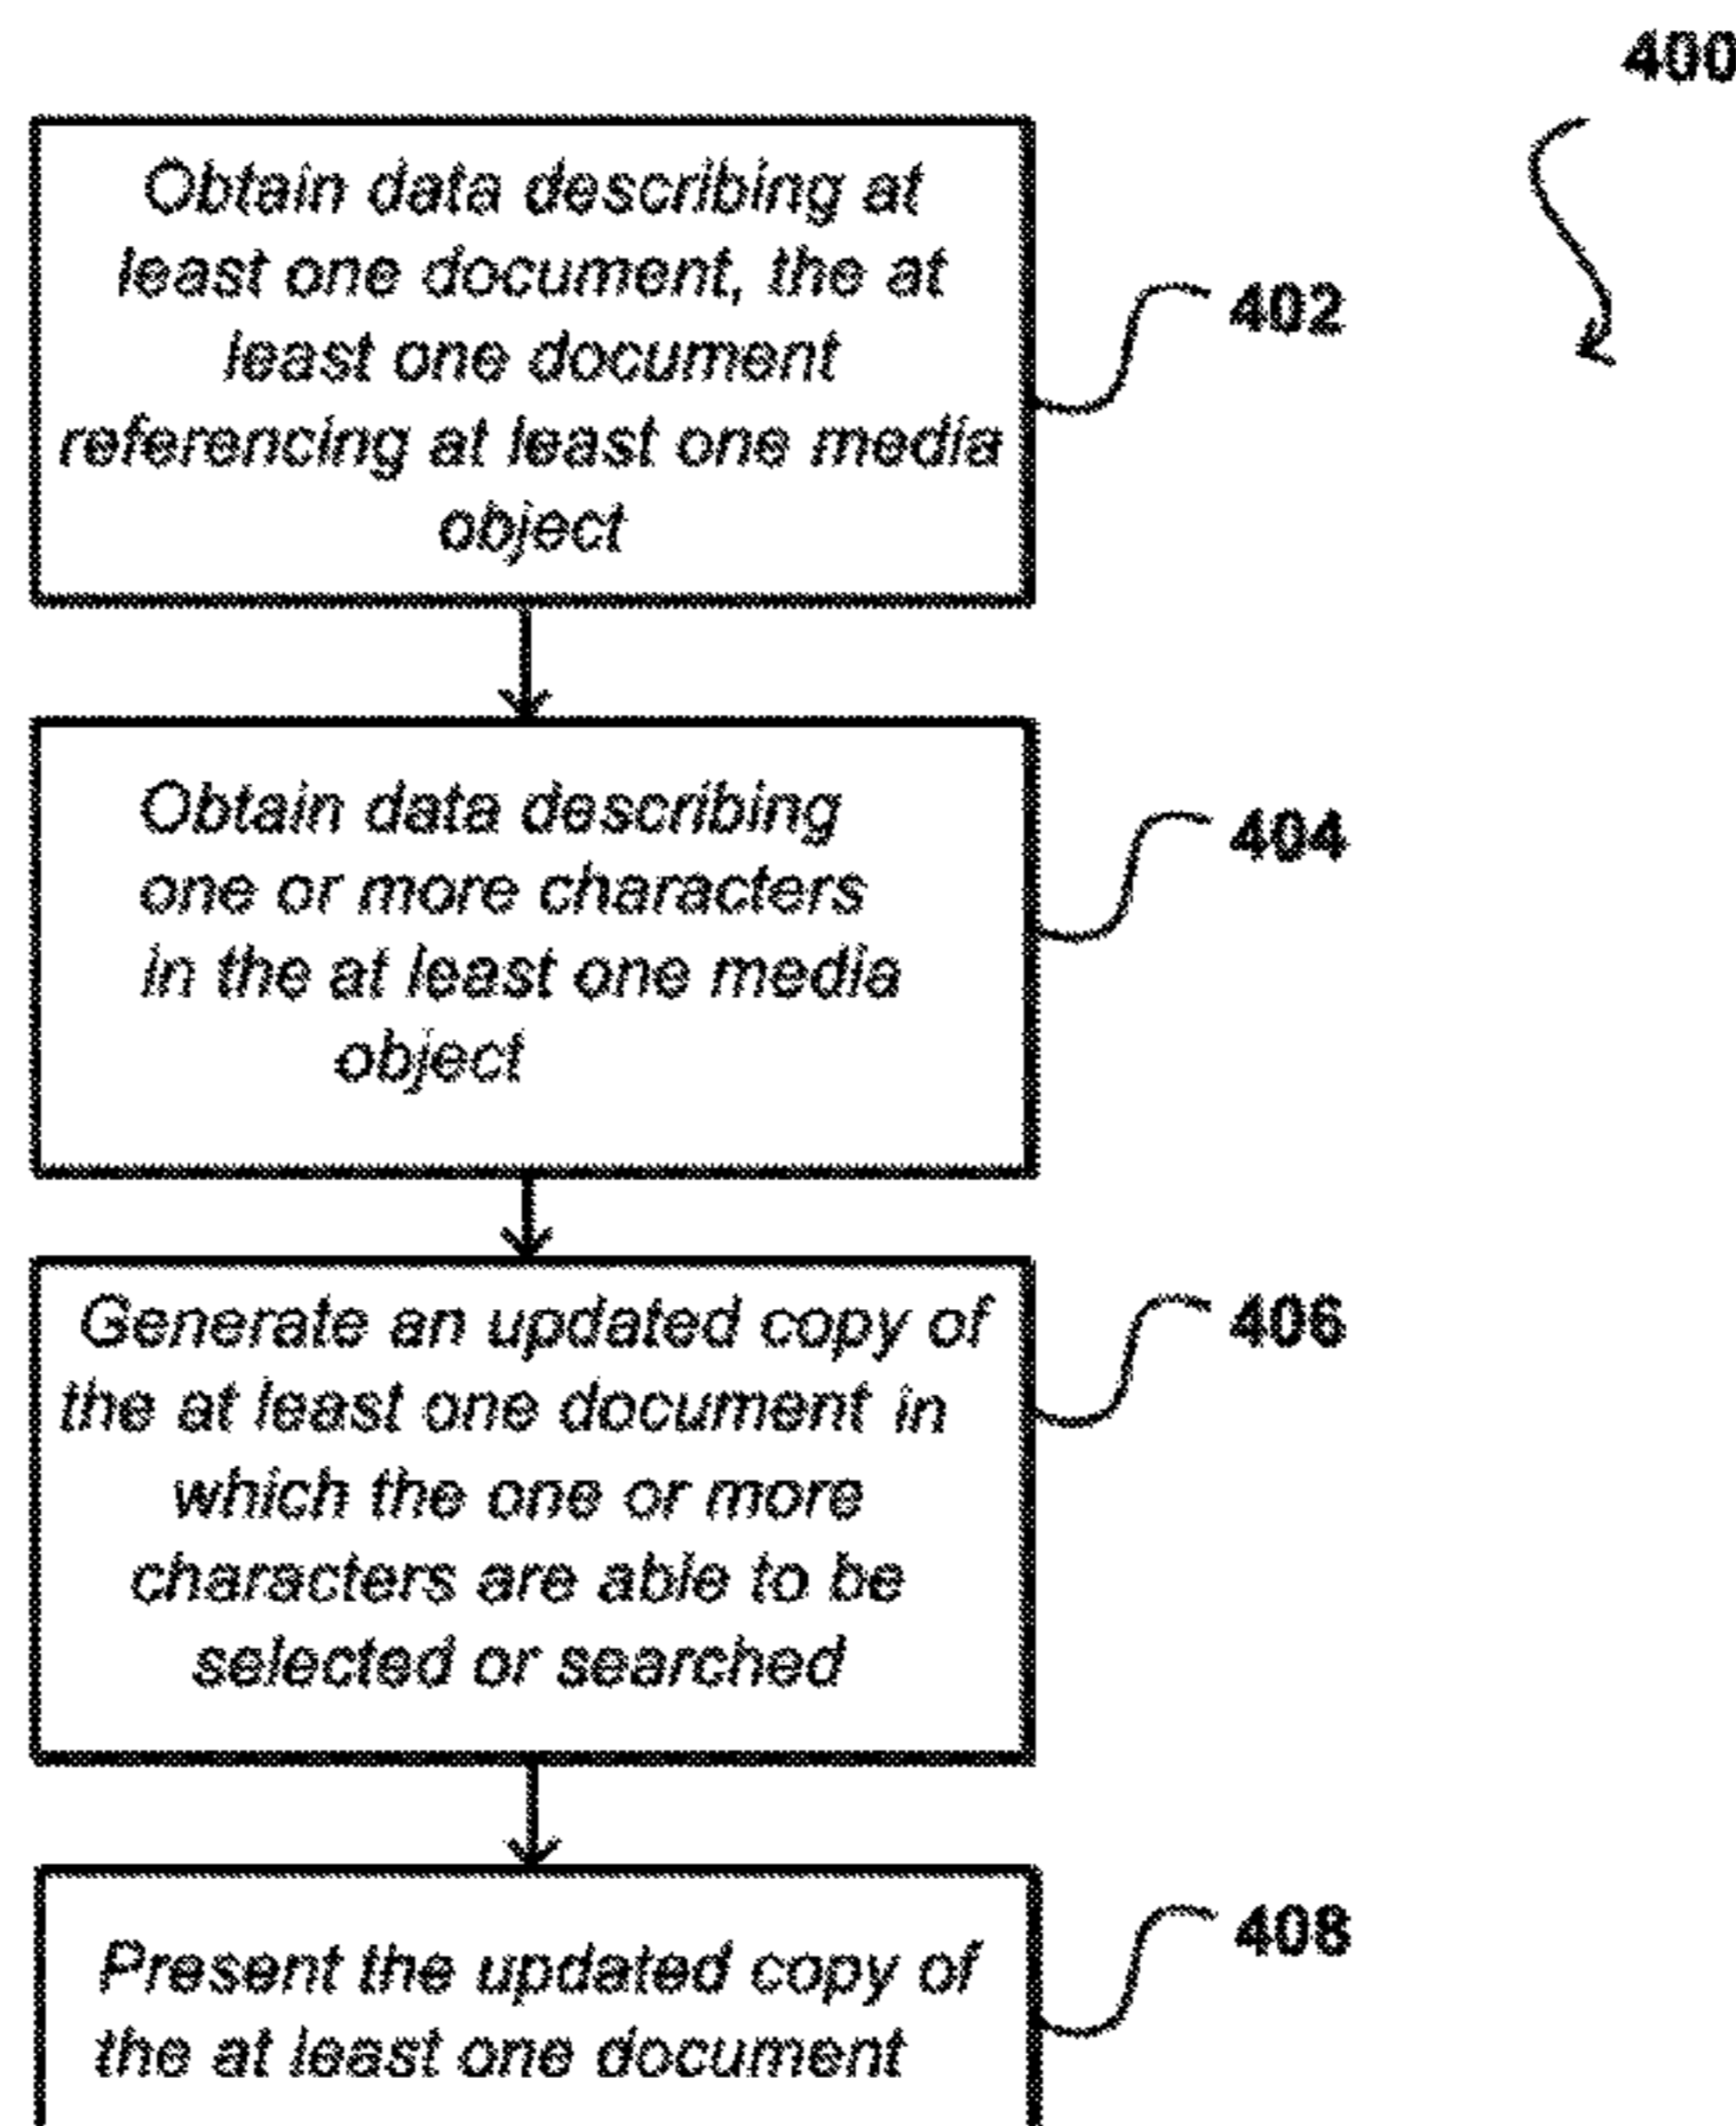 400
Obtain data describing at
least one document, the at
least one document
referencing at least one media
object
402
Obtain data describing
one or more characters
in the at least one media
object
404
Generate an updated copy of
the at least one document in
which the one or more
characters are able to be
selected or searched
406
Present the updated copy of
the at least one document
408